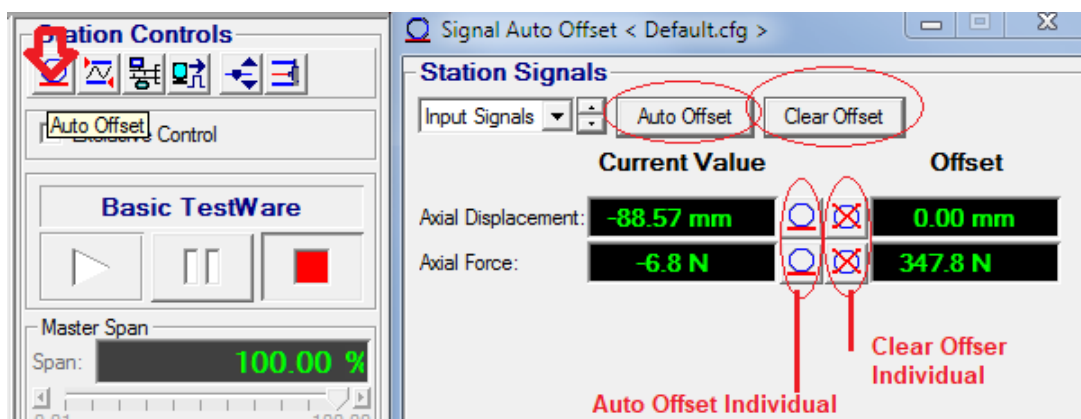 Station Controls
Auto Offset
Control
Basic TestWare
Master Span
Span: 100.00 %
Signal Auto Offset < Default.cfg >
Station Signals
Input Signals Auto Offset Clear Offset
Current Value Offset
Axial Displacement: -88.57 mm 0.00 mm
Axial Force: -6.8 N 347.8 N
Clear Offser
Individual
Auto Offset Individual